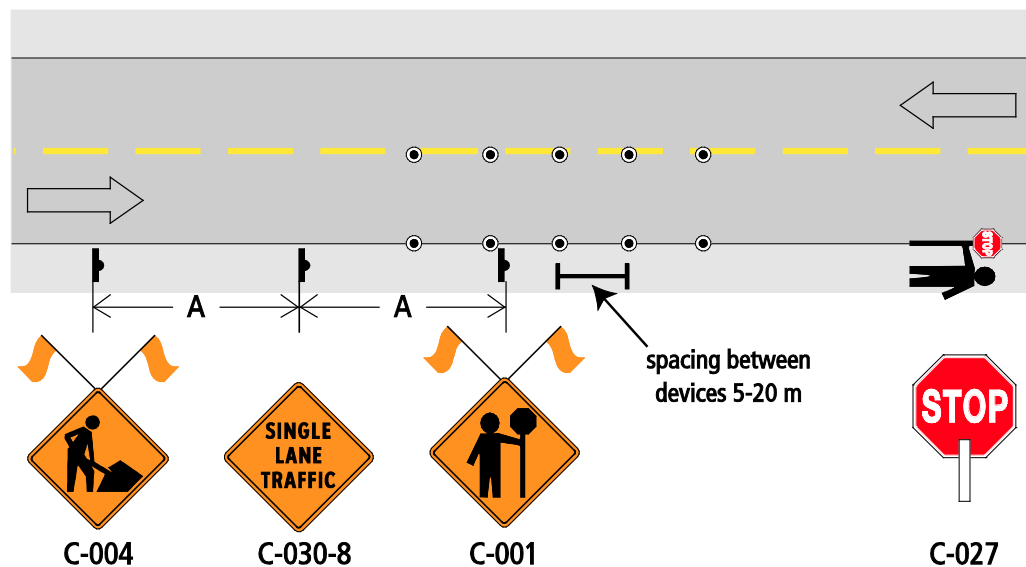 STOP
A
A
spacing between
devices 5-20 m
SINGLE
LANE
TRAFFIC
STOP
C-004
C-030-8
C-001
C-027